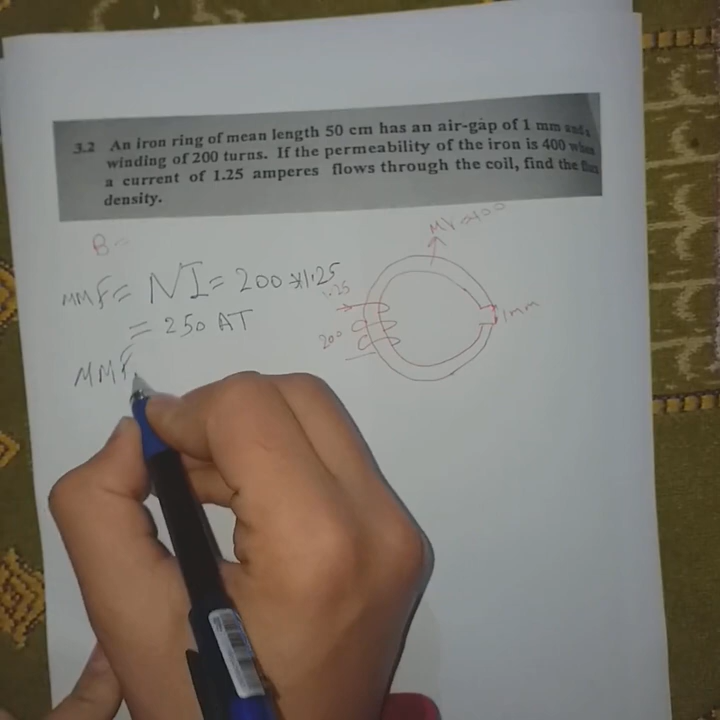 3.2 An iron ring of mean length 50 cm has an air-gap of 1 mm and a
winding of 200 turns. If the permeability of the iron is 400 when
a current of 1.25 amperes flows through the coil, find the flux
density.
B=
MMF = NI = 200*1.25
= 250 AT
MMF
Mr=400
1.25
200
1mm